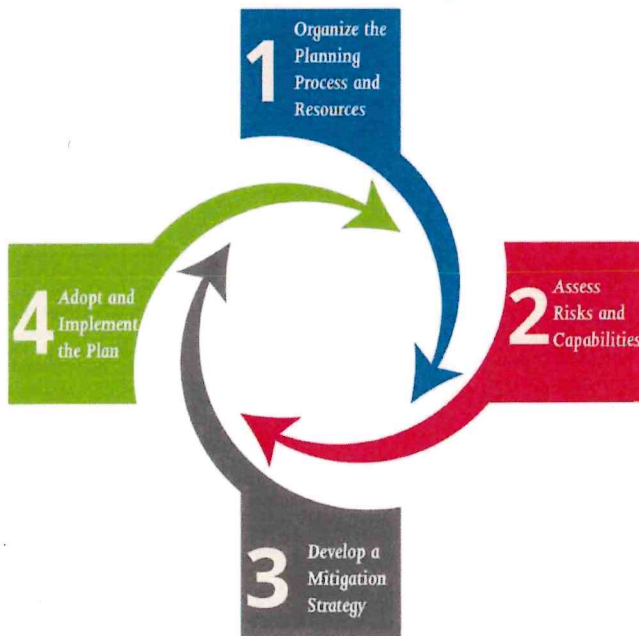 1
Organize the
Planning
Process and
Resources
2
Assess
Risks and
Capabilities
3
Develop a
Mitigation
Strategy
4
Adopt and
Implement
the Plan